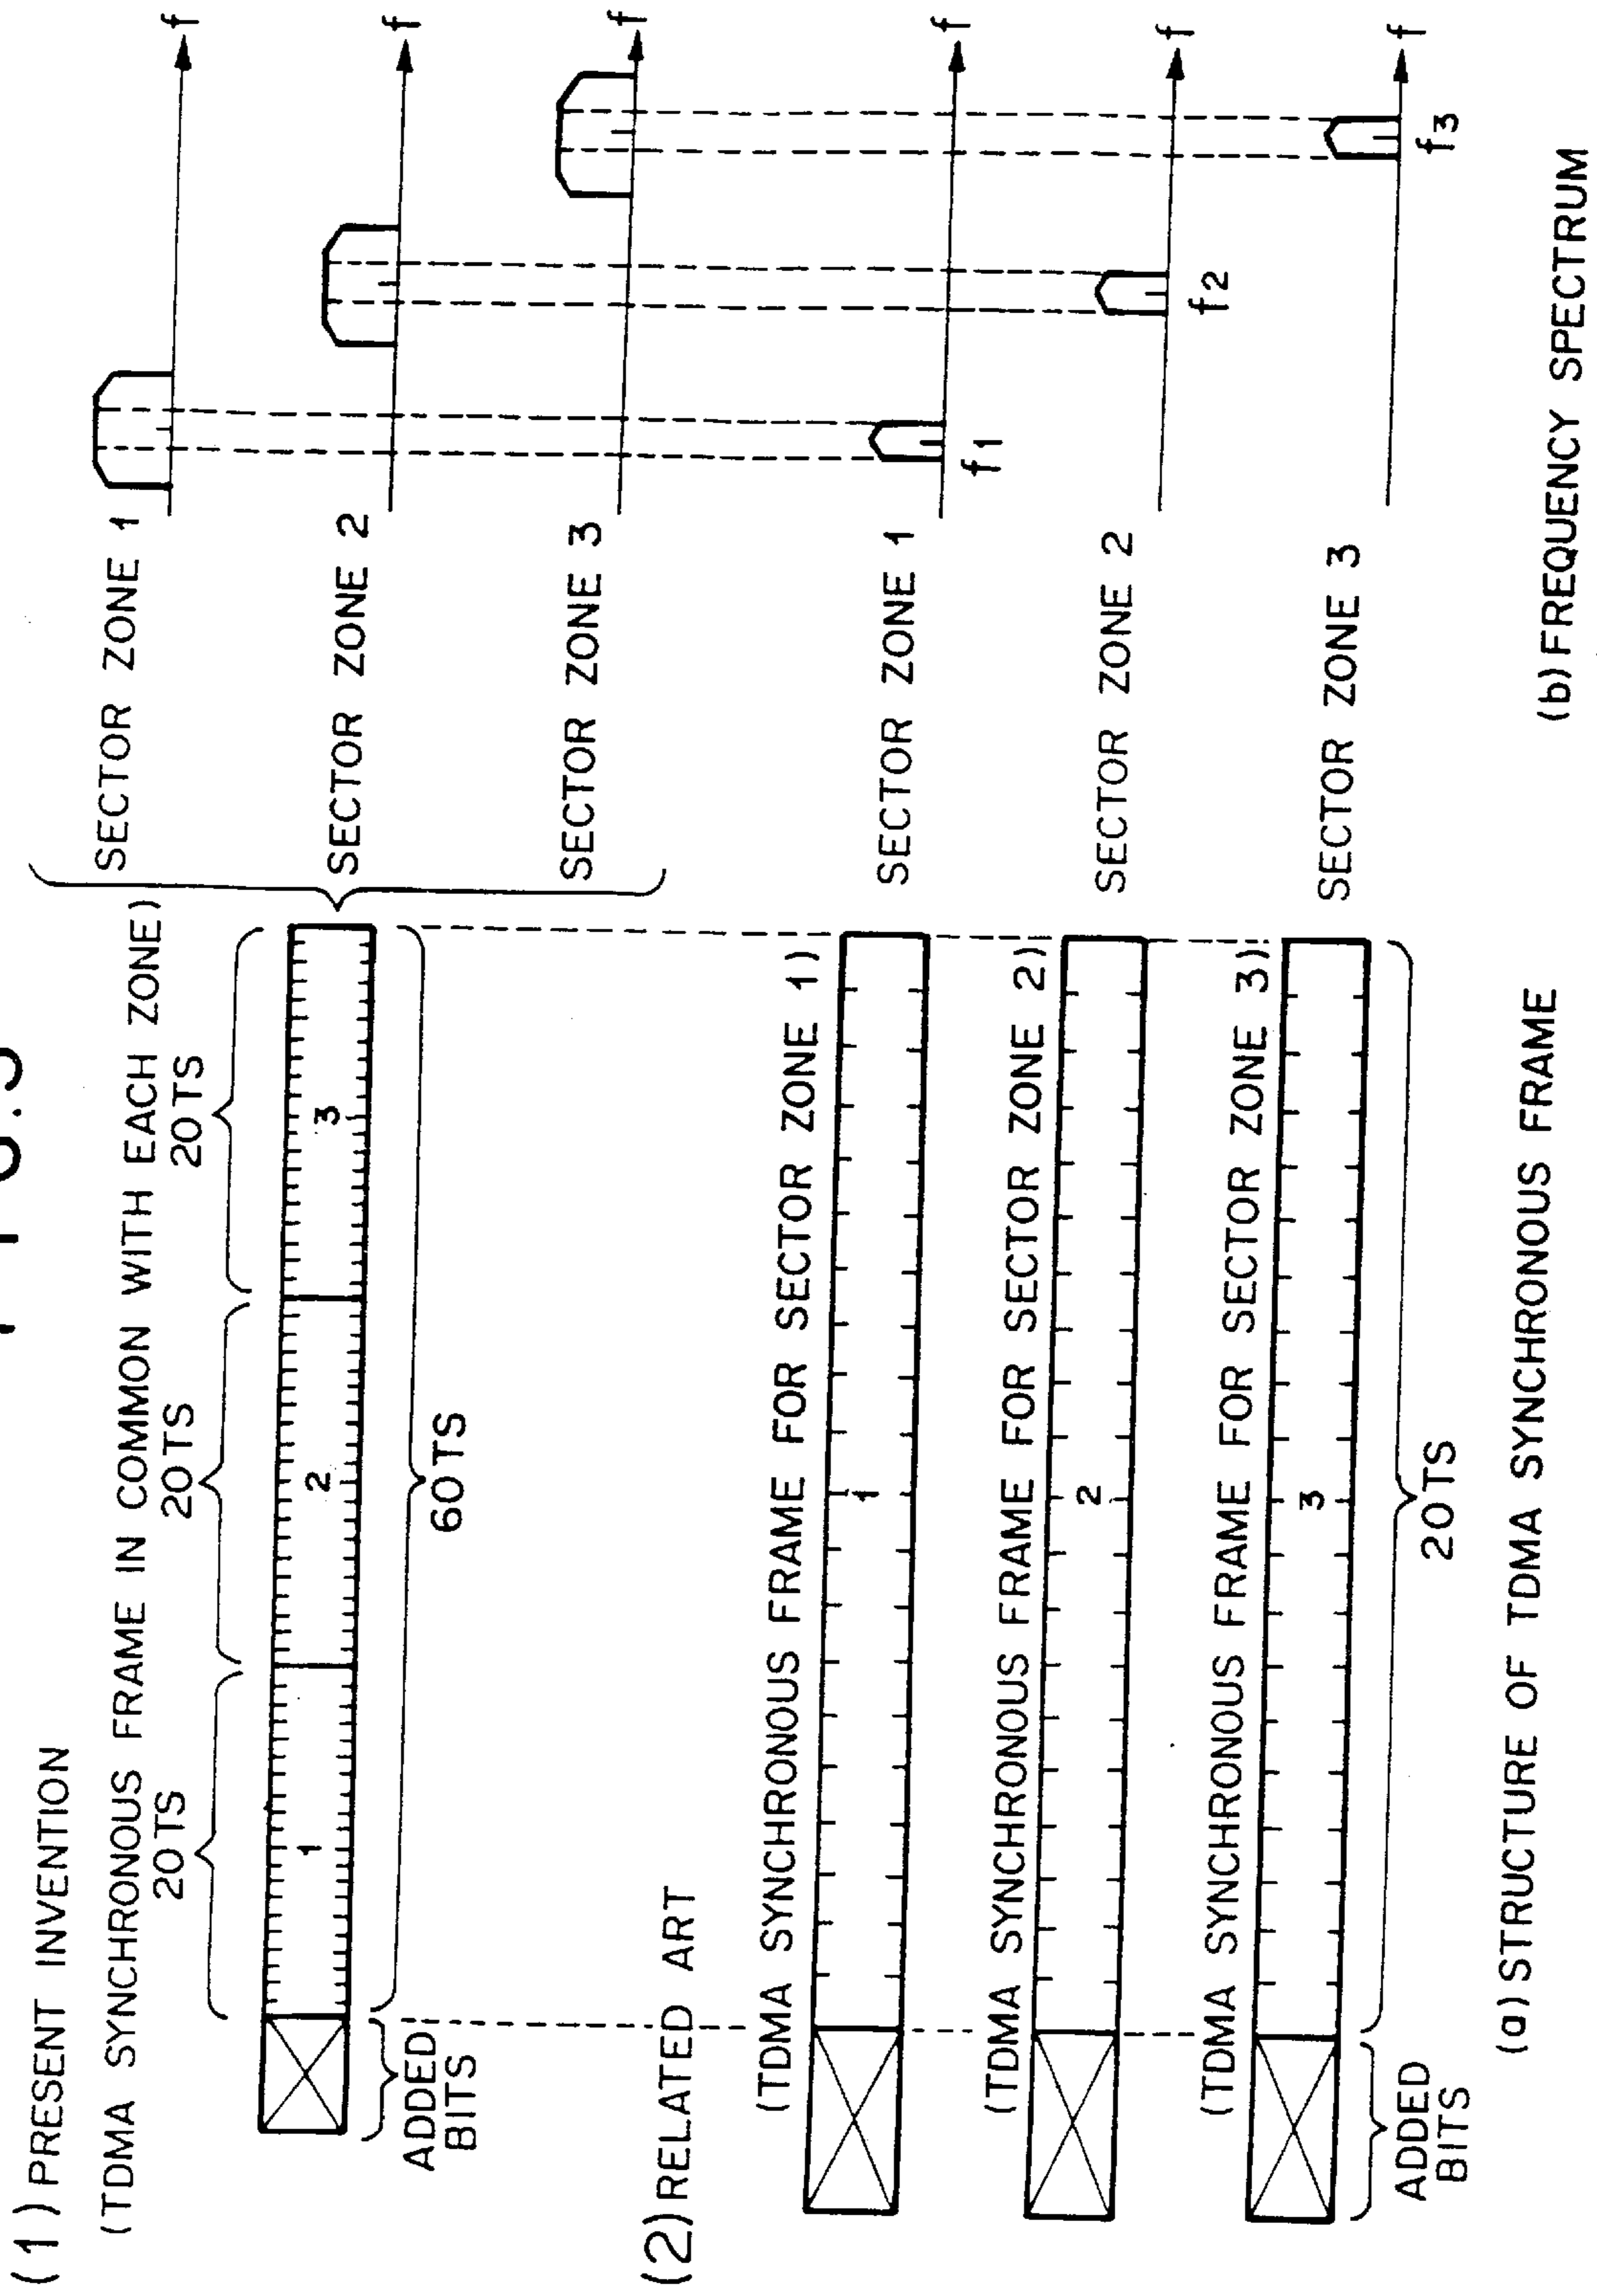 (1) PRESENT INVENTION
(TDMA SYNCHRONOUS FRAME IN COMMON WITH EACH ZONE)
20TS
20TS
20TS
1
2
3
ADDED
BITS
60TS
SECTOR ZONE 1
f
SECTOR ZONE 2
f
SECTOR ZONE 3
f
(2) RELATED ART
(TDMA SYNCHRONOUS FRAME FOR SECTOR ZONE 1)
1
SECTOR ZONE 1
f1
f
(TDMA SYNCHRONOUS FRAME FOR SECTOR ZONE 2)
2
SECTOR ZONE 2
f2
f
(TDMA SYNCHRONOUS FRAME FOR SECTOR ZONE 3)
3
SECTOR ZONE 3
f3
f
ADDED
BITS
20TS
(a) STRUCTURE OF TDMA SYNCHRONOUS FRAME
(b) FREQUENCY SPECTRUM